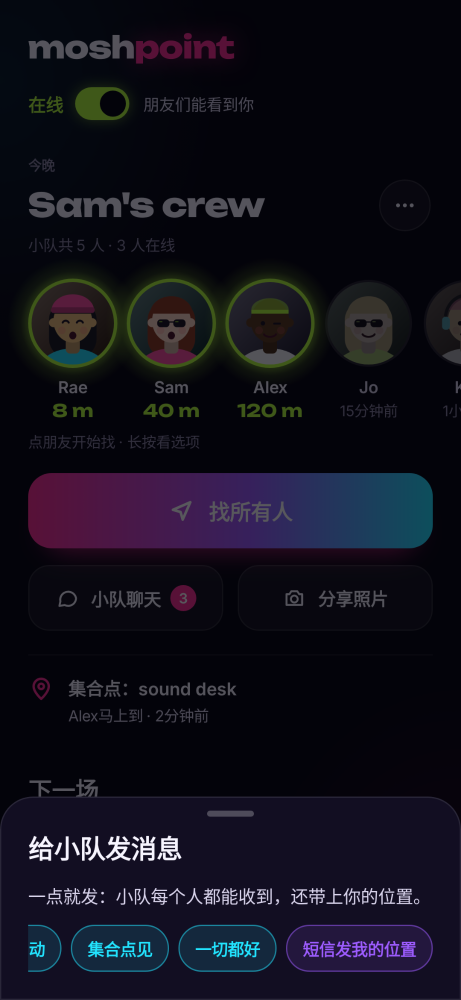 moshpoint
在线 朋友们能看到你
今晚
Sam's crew
小队共 5 人 · 3 人在线
Rae Sam Alex Jo K
8 m 40 m 120 m 15分钟前 1小
点朋友开始找 · 长按看选项
找所有人
小队聊天 3 分享照片
集合点：sound desk
Alex马上到 · 2分钟前
下一场
给小队发消息
一点就发：小队每个人都能收到，还带上你的位置。
动 集合点见 一切都好 短信发我的位置